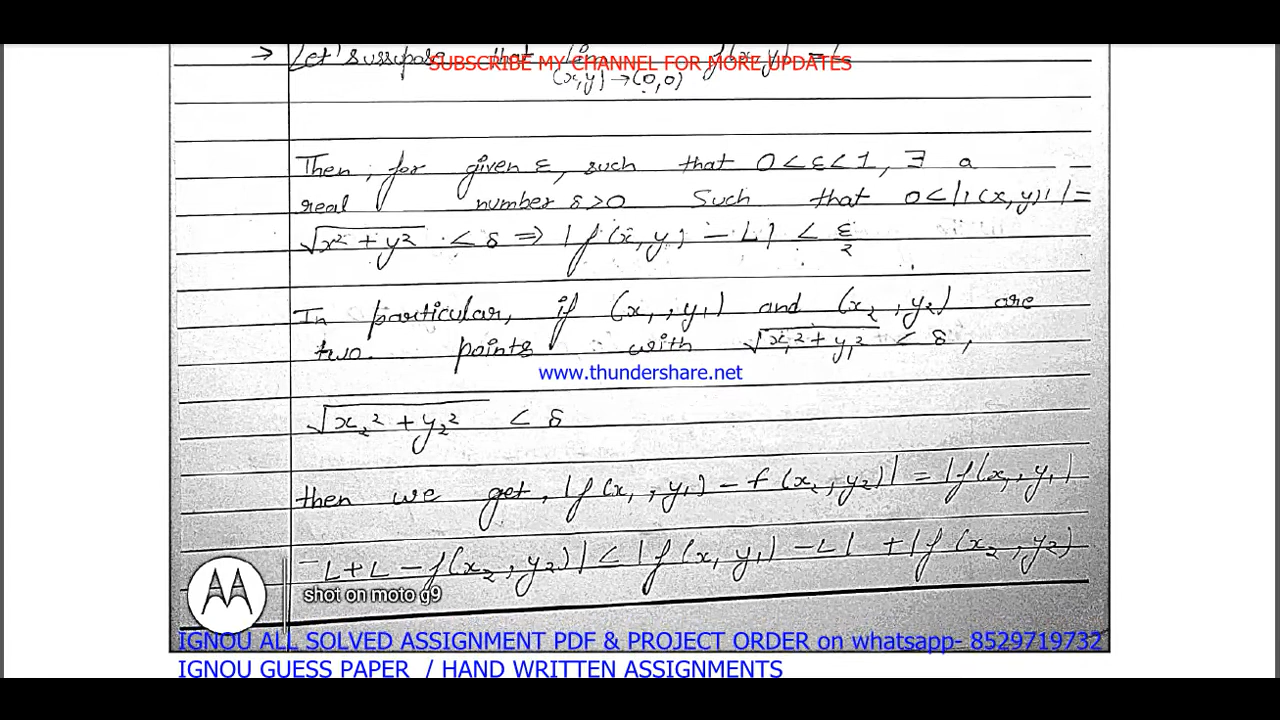 → Let suppose that lim f(x,y) = L
SUBSCRIBE MY CHANNEL FOR MORE UPDATES
(x,y) → (0,0)
Then, for given ε, such that 0 < ε < 1, ∃ a
real number δ > 0 Such that 0 < |1(x,y)1| =
√x² + y² < δ ⇒ |f(x,y) - L| < ε/2
In particular, if (x₁, y₁) and (x₂, y₂) are
two points with √x₁² + y₁² < δ,
www.thundershare.net
√x₂² + y₂² < δ
then we get, |f(x₁, y₁) - f(x₂, y₂)| = |f(x₁, y₁)
-L + L - f(x₂, y₂)| < |f(x, y₁) - L| + |f(x₂, y₂)
shot on moto g9
IGNOU ALL SOLVED ASSIGNMENT PDF & PROJECT ORDER on whatsapp- 8529719732
IGNOU GUESS PAPER / HAND WRITTEN ASSIGNMENTS